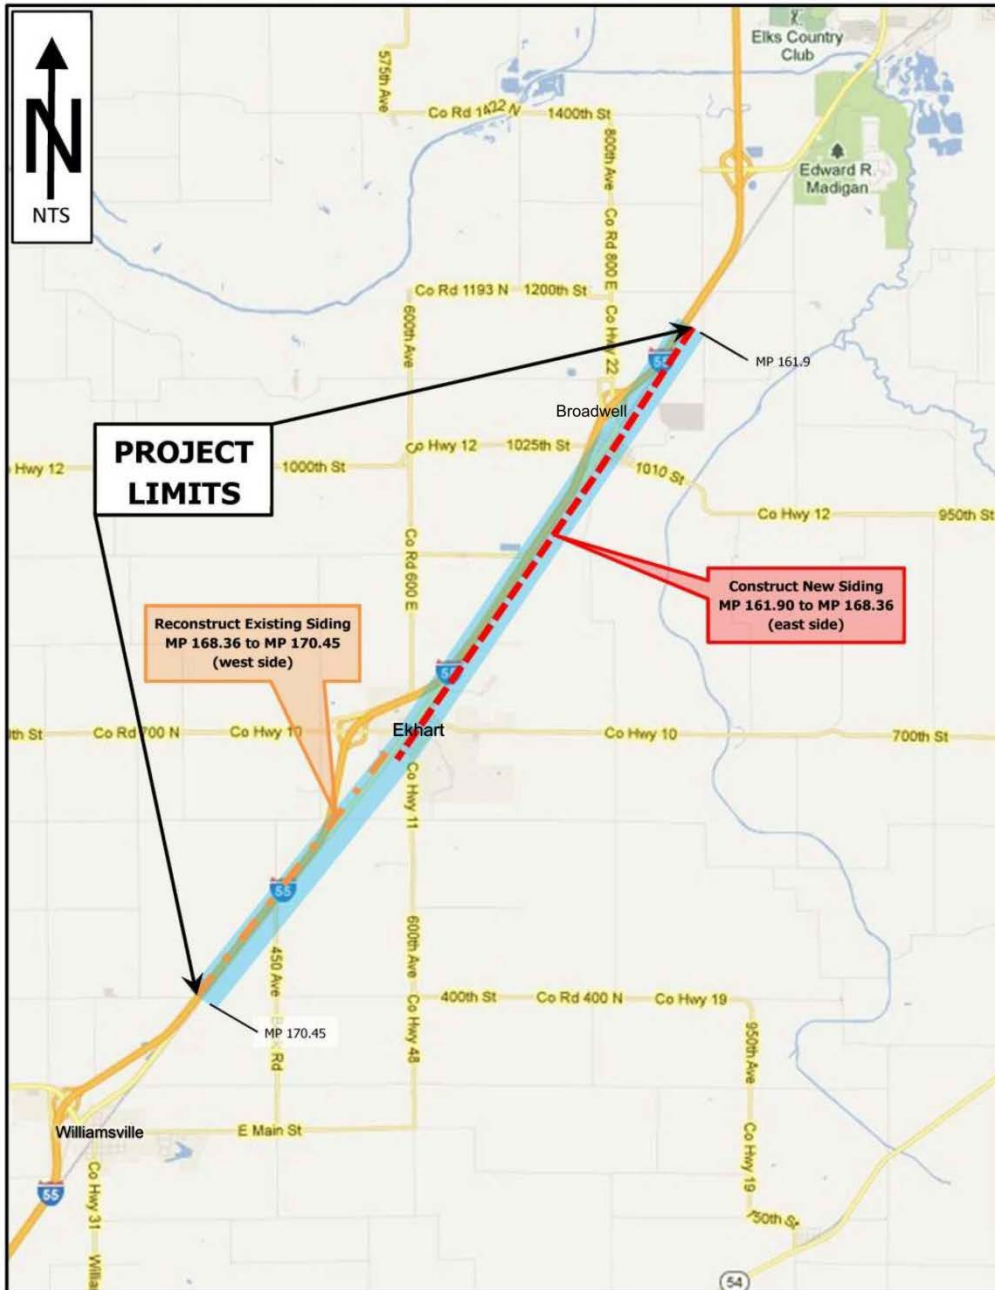 N
NTS
575th Ave
Elks Country
Club
Co Rd 1422 N
1400th St
800th Ave
Co Rd 800 E
Co Hwy 22
Edward R.
Madigan
Co Rd 1193 N
1200th St
600th Ave
MP 161.9
55
Broadwell
PROJECT
LIMITS
Hwy 12
1000th St
Co Hwy 12
1025th St
1010 St
Co Hwy 12
950th St
Co Rd 600 E
Construct New Siding
MP 161.90 to MP 168.36
(east side)
Reconstruct Existing Siding
MP 168.36 to MP 170.45
(west side)
55
th St
Co Rd 700 N
Co Hwy 10
Ekhart
Co Hwy 10
700th St
Co Hwy 11
55
450 Ave
Rd
600th Ave
Co Hwy 48
400th St
Co Rd 400 N
Co Hwy 19
950th Ave
Co Hwy 19
MP 170.45
Williamsville
E Main St
55
Co Hwy 31
Willia
750th St
54